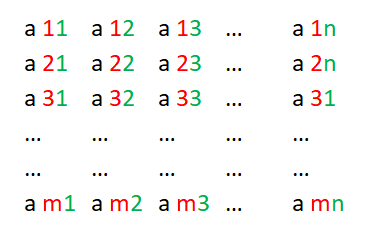 a 11 a 12 a 13 ... a 1n
a 21 a 22 a 23 ... a 2n
a 31 a 32 a 33 ... a 31
... ... ... ... ...
... ... ... ... ...
a m1 a m2 a m3 ... a mn